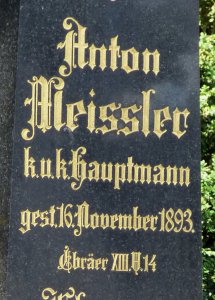 Anton
Meissler
k.u.k. Hauptmann
gest. 16. November 1893.
Ebräer XIII. V. 14